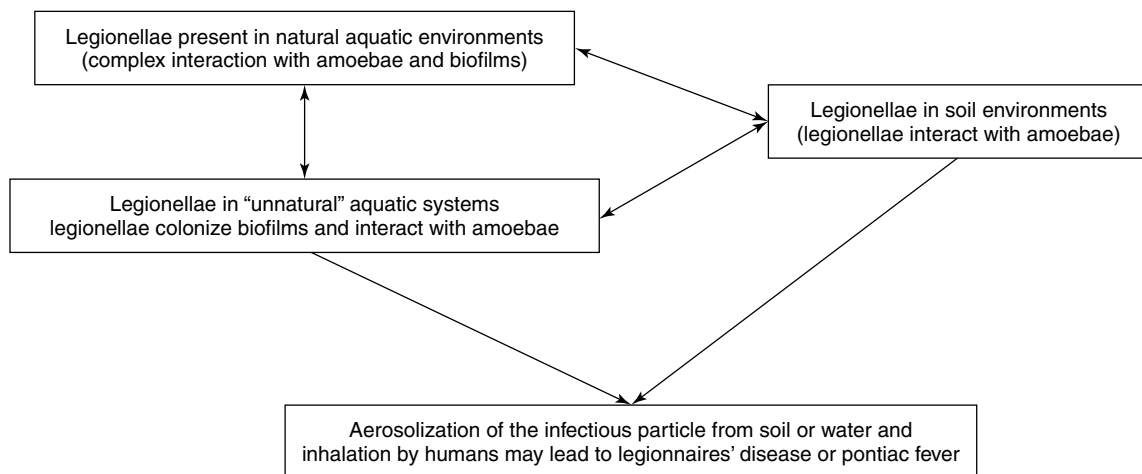 Legionellae present in natural aquatic environments
(complex interaction with amoebae and biofilms)
Legionellae in soil environments
(legionellae interact with amoebae)
Legionellae in “unnatural” aquatic systems
legionellae colonize biofilms and interact with amoebae
Aerosolization of the infectious particle from soil or water and
inhalation by humans may lead to legionnaires’ disease or pontiac fever